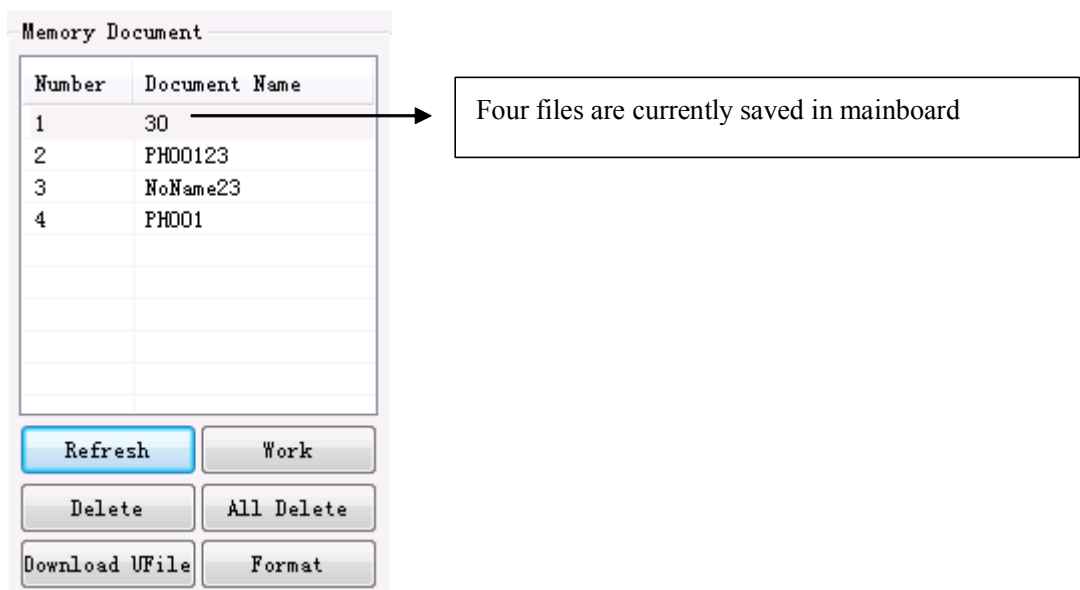 Memory Document
Number Document Name
1 30
2 PH00123
3 NoName23
4 PH001
Refresh Work
Delete All Delete
Download UFile Format
Four files are currently saved in mainboard